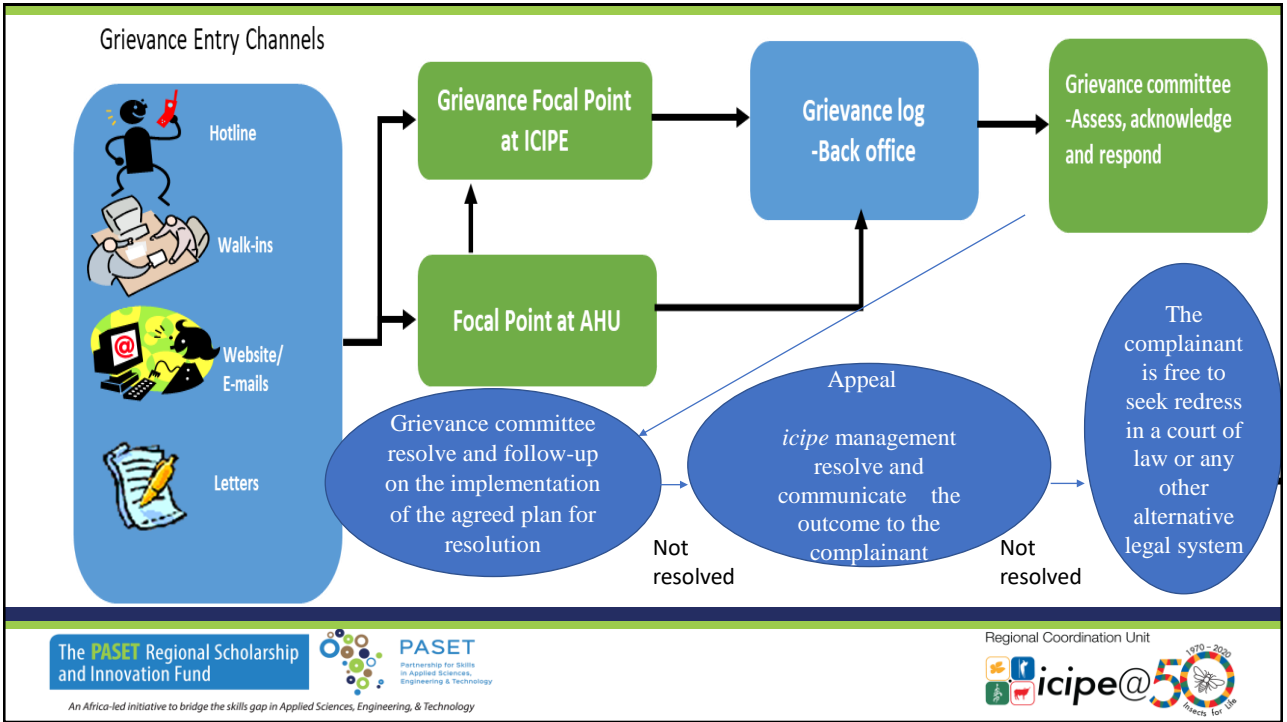 Grievance Entry Channels
Hotline
Walk-ins
@
Website/
E-mails
Letters
Grievance Focal Point
at ICIPE
Focal Point at AHU
Grievance log
-Back office
Grievance committee
-Assess, acknowledge
and respond
Grievance committee
resolve and follow-up
on the implementation
of the agreed plan for
resolution
Not
resolved
Appeal
icipe management
resolve and
communicate the
outcome to the
complainant
Not
resolved
The
complainant
is free to
seek redress
in a court of
law or any
other
alternative
legal system
The PASET Regional Scholarship
and Innovation Fund
PASET
Partnership for Skills
in Applied Sciences,
Engineering & Technology
An Africa-led initiative to bridge the skills gap in Applied Sciences, Engineering, & Technology
Regional Coordination Unit
icipe@50
1970-2020
Insects for Life